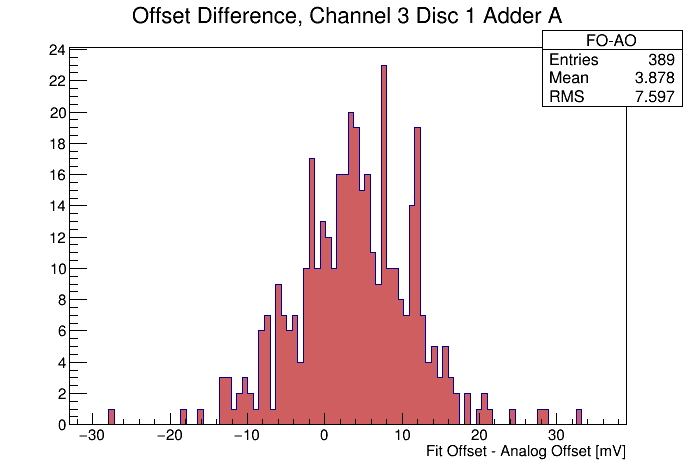 Offset Difference, Channel 3 Disc 1 Adder A
FO-AO
Entries 389
Mean 3.878
RMS 7.597
24
22
20
18
16
14
12
10
8
6
4
2
0
−30 −20 −10 0 10 20 30
Fit Offset - Analog Offset [mV]